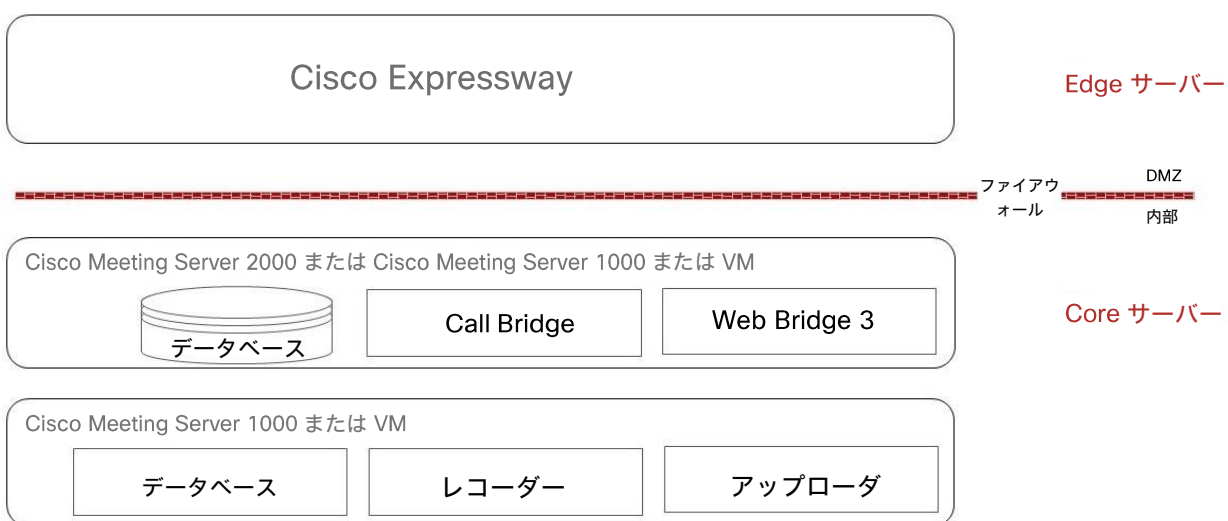 Cisco Expressway
Edge サーバー
ファイアウ
ォール
DMZ
内部
Cisco Meeting Server 2000 または Cisco Meeting Server 1000 または VM
データベース
Call Bridge
Web Bridge 3
Core サーバー
Cisco Meeting Server 1000 または VM
データベース
レコーダー
アップローダ